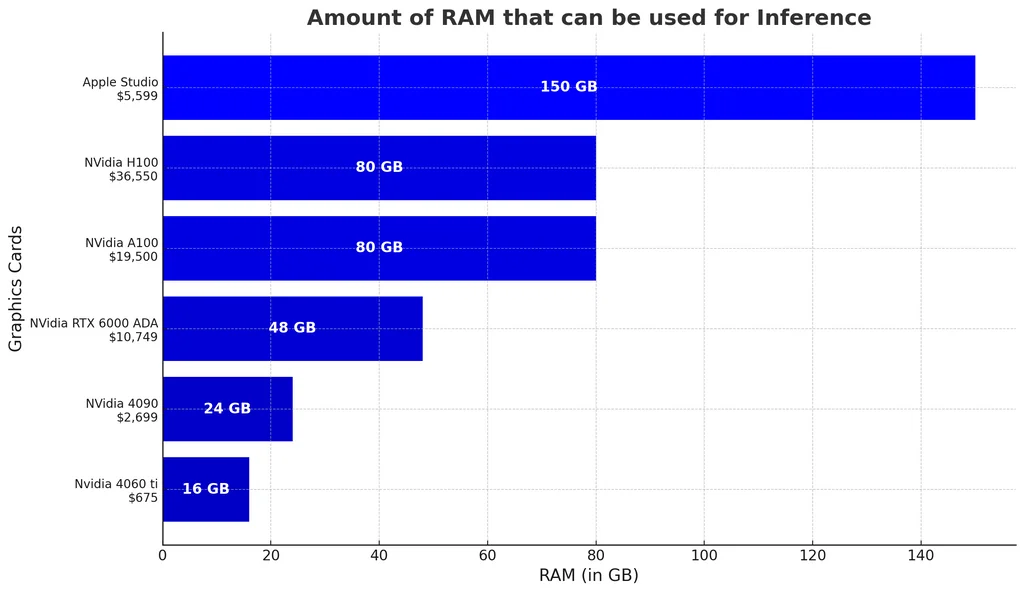 Amount of RAM that can be used for Inference
Graphics Cards
Apple Studio
$5,599
150 GB
NVidia H100
$36,550
80 GB
NVidia A100
$19,500
80 GB
NVidia RTX 6000 ADA
$10,749
48 GB
NVidia 4090
$2,699
24 GB
Nvidia 4060 ti
$675
16 GB
0 20 40 60 80 100 120 140
RAM (in GB)